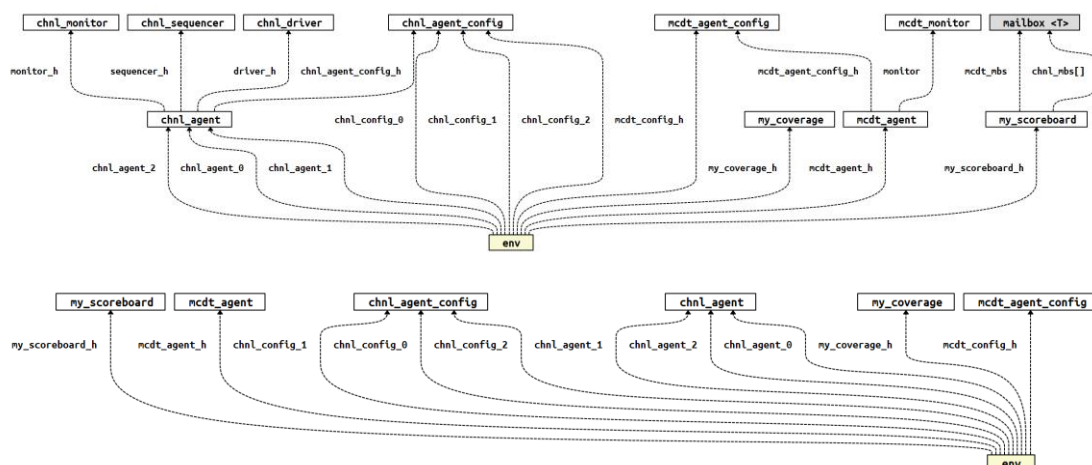 chnl_monitor chnl_sequencer chnl_driver chnl_agent_config mcdt_agent_config mcdt_monitor mailbox <T>
monitor_h sequencer_h driver_h chnl_agent_config_h mcdt_agent_config_h monitor mcdt_mbs chnl_mbs[]
chnl_agent chnl_config_0 chnl_config_1 chnl_config_2 mcdt_config_h my_coverage mcdt_agent my_scoreboard
chnl_agent_2 chnl_agent_0 chnl_agent_1 my_coverage_h mcdt_agent_h my_scoreboard_h
env
my_scoreboard mcdt_agent chnl_agent_config chnl_agent my_coverage mcdt_agent_config
my_scoreboard_h mcdt_agent_h chnl_config_1 chnl_config_0 chnl_config_2 chnl_agent_1 chnl_agent_2 chnl_agent_0 my_coverage_h mcdt_config_h
env